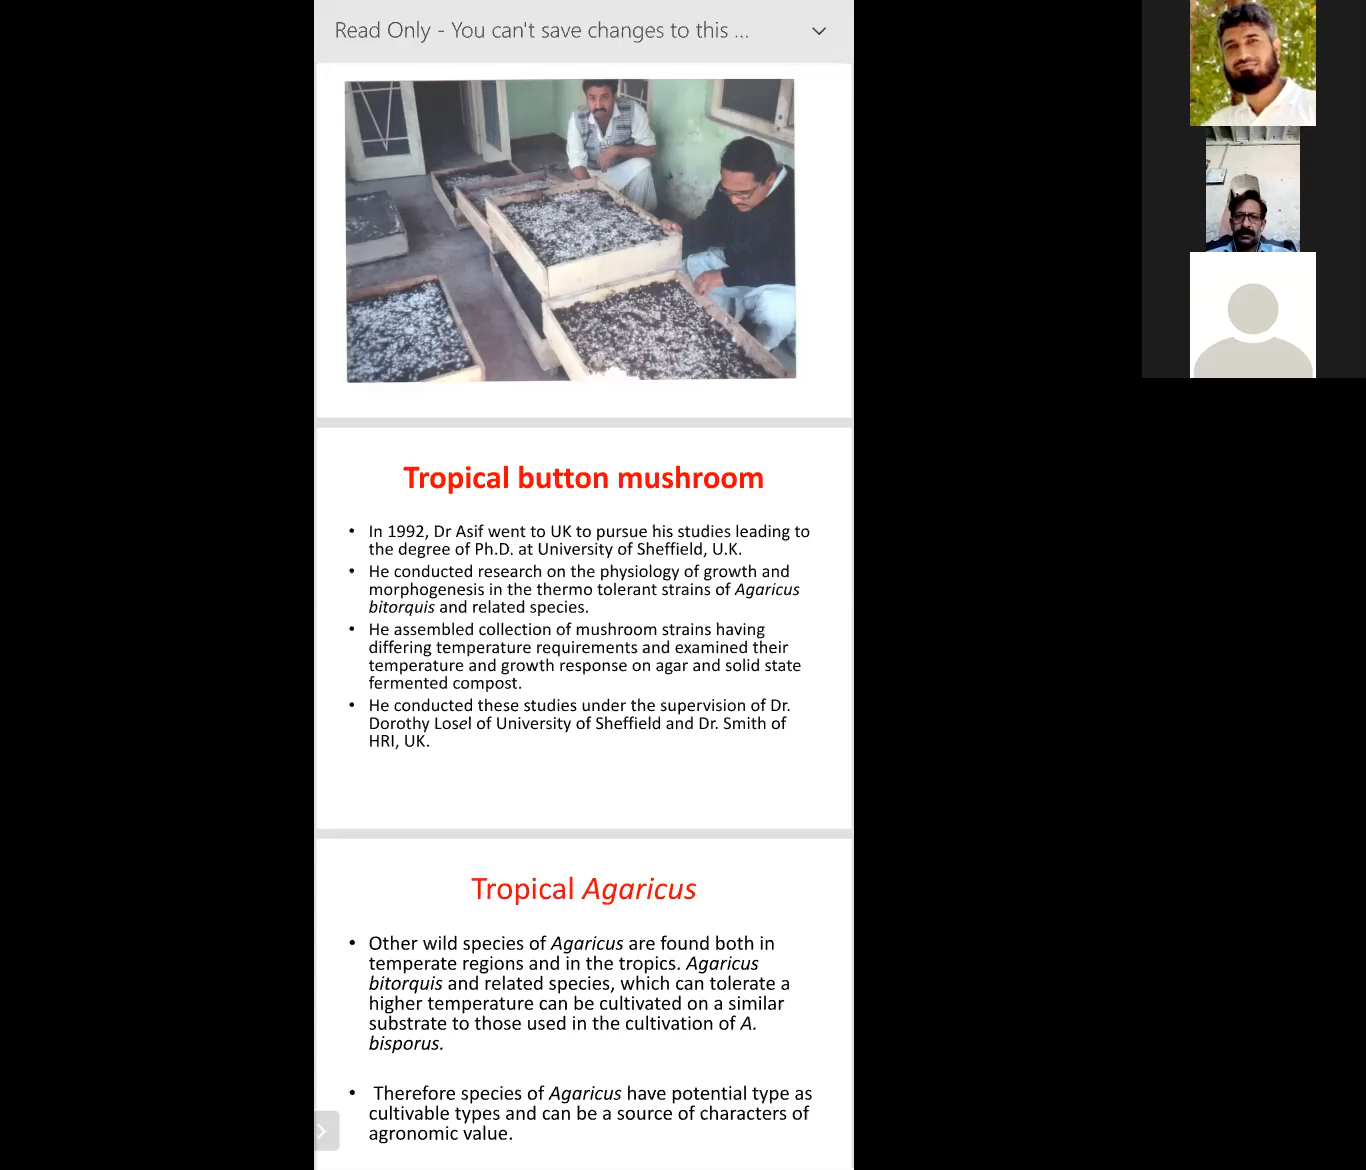 Read Only - You can't save changes to this ...
Tropical button mushroom
• In 1992, Dr Asif went to UK to pursue his studies leading to
the degree of Ph.D. at University of Sheffield, U.K.
• He conducted research on the physiology of growth and
morphogenesis in the thermo tolerant strains of Agaricus
bitorquis and related species.
• He assembled collection of mushroom strains having
differing temperature requirements and examined their
temperature and growth response on agar and solid state
fermented compost.
• He conducted these studies under the supervision of Dr.
Dorothy Losel of University of Sheffield and Dr. Smith of
HRI, UK.
Tropical Agaricus
• Other wild species of Agaricus are found both in
temperate regions and in the tropics. Agaricus
bitorquis and related species, which can tolerate a
higher temperature can be cultivated on a similar
substrate to those used in the cultivation of A.
bisporus.
• Therefore species of Agaricus have potential type as
cultivable types and can be a source of characters of
agronomic value.